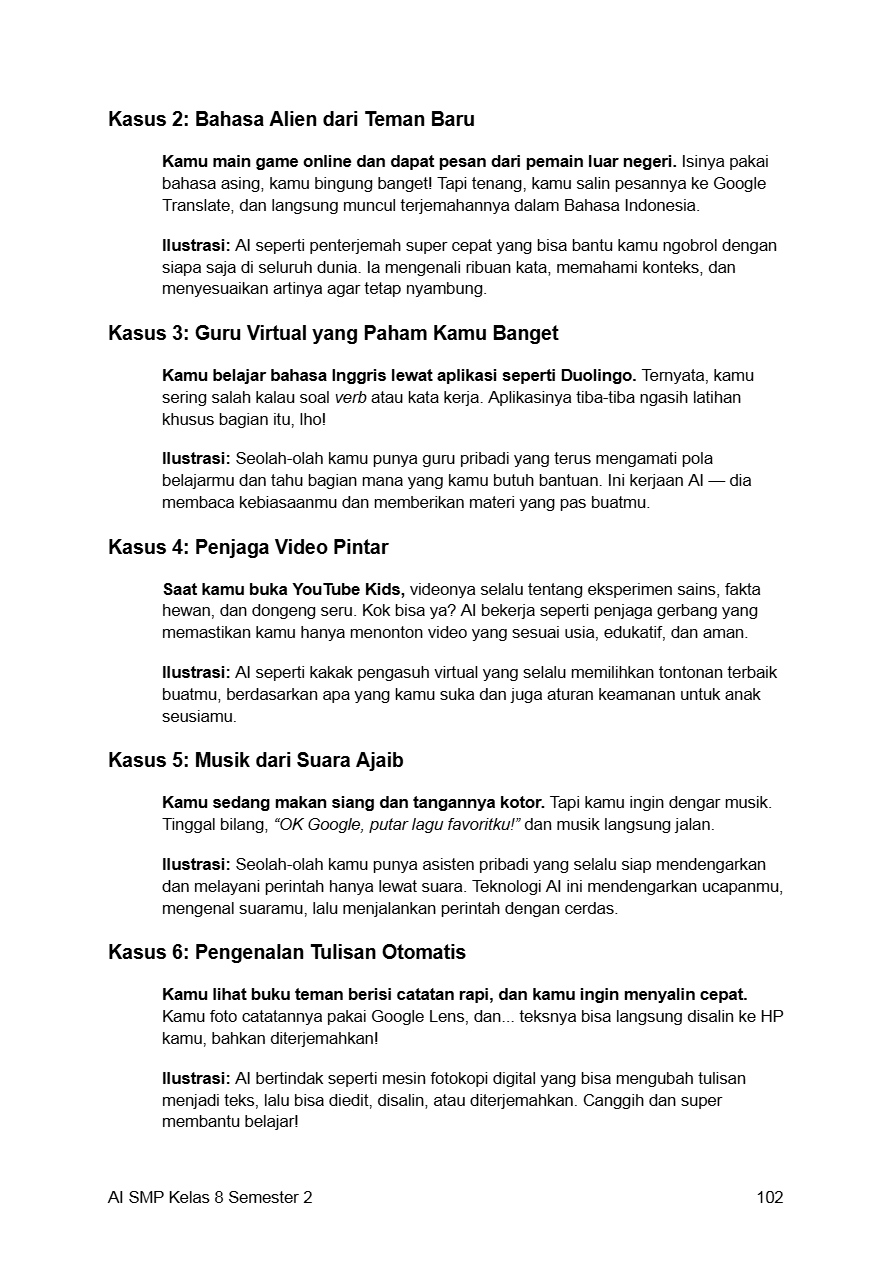 Kasus 2: Bahasa Alien dari Teman Baru
Kamu main game online dan dapat pesan dari pemain luar negeri. Isinya pakai
bahasa asing, kamu bingung banget! Tapi tenang, kamu salin pesannya ke Google
Translate, dan langsung muncul terjemahannya dalam Bahasa Indonesia.
Ilustrasi: AI seperti penterjemah super cepat yang bisa bantu kamu ngobrol dengan
siapa saja di seluruh dunia. Ia mengenali ribuan kata, memahami konteks, dan
menyesuaikan artinya agar tetap nyambung.
Kasus 3: Guru Virtual yang Paham Kamu Banget
Kamu belajar bahasa Inggris lewat aplikasi seperti Duolingo. Ternyata, kamu
sering salah kalau soal verb atau kata kerja. Aplikasinya tiba-tiba ngasih latihan
khusus bagian itu, lho!
Ilustrasi: Seolah-olah kamu punya guru pribadi yang terus mengamati pola
belajarmu dan tahu bagian mana yang kamu butuh bantuan. Ini kerjaan AI — dia
membaca kebiasaanmu dan memberikan materi yang pas buatmu.
Kasus 4: Penjaga Video Pintar
Saat kamu buka YouTube Kids, videonya selalu tentang eksperimen sains, fakta
hewan, dan dongeng seru. Kok bisa ya? AI bekerja seperti penjaga gerbang yang
memastikan kamu hanya menonton video yang sesuai usia, edukatif, dan aman.
Ilustrasi: AI seperti kakak pengasuh virtual yang selalu memilihkan tontonan terbaik
buatmu, berdasarkan apa yang kamu suka dan juga aturan keamanan untuk anak
seusiamu.
Kasus 5: Musik dari Suara Ajaib
Kamu sedang makan siang dan tangannya kotor. Tapi kamu ingin dengar musik.
Tinggal bilang, “OK Google, putar lagu favoritku!” dan musik langsung jalan.
Ilustrasi: Seolah-olah kamu punya asisten pribadi yang selalu siap mendengarkan
dan melayani perintah hanya lewat suara. Teknologi AI ini mendengarkan ucapanmu,
mengenal suaramu, lalu menjalankan perintah dengan cerdas.
Kasus 6: Pengenalan Tulisan Otomatis
Kamu lihat buku teman berisi catatan rapi, dan kamu ingin menyalin cepat.
Kamu foto catatannya pakai Google Lens, dan... teksnya bisa langsung disalin ke HP
kamu, bahkan diterjemahkan!
Ilustrasi: AI bertindak seperti mesin fotokopi digital yang bisa mengubah tulisan
menjadi teks, lalu bisa diedit, disalin, atau diterjemahkan. Canggih dan super
membantu belajar!
AI SMP Kelas 8 Semester 2
102